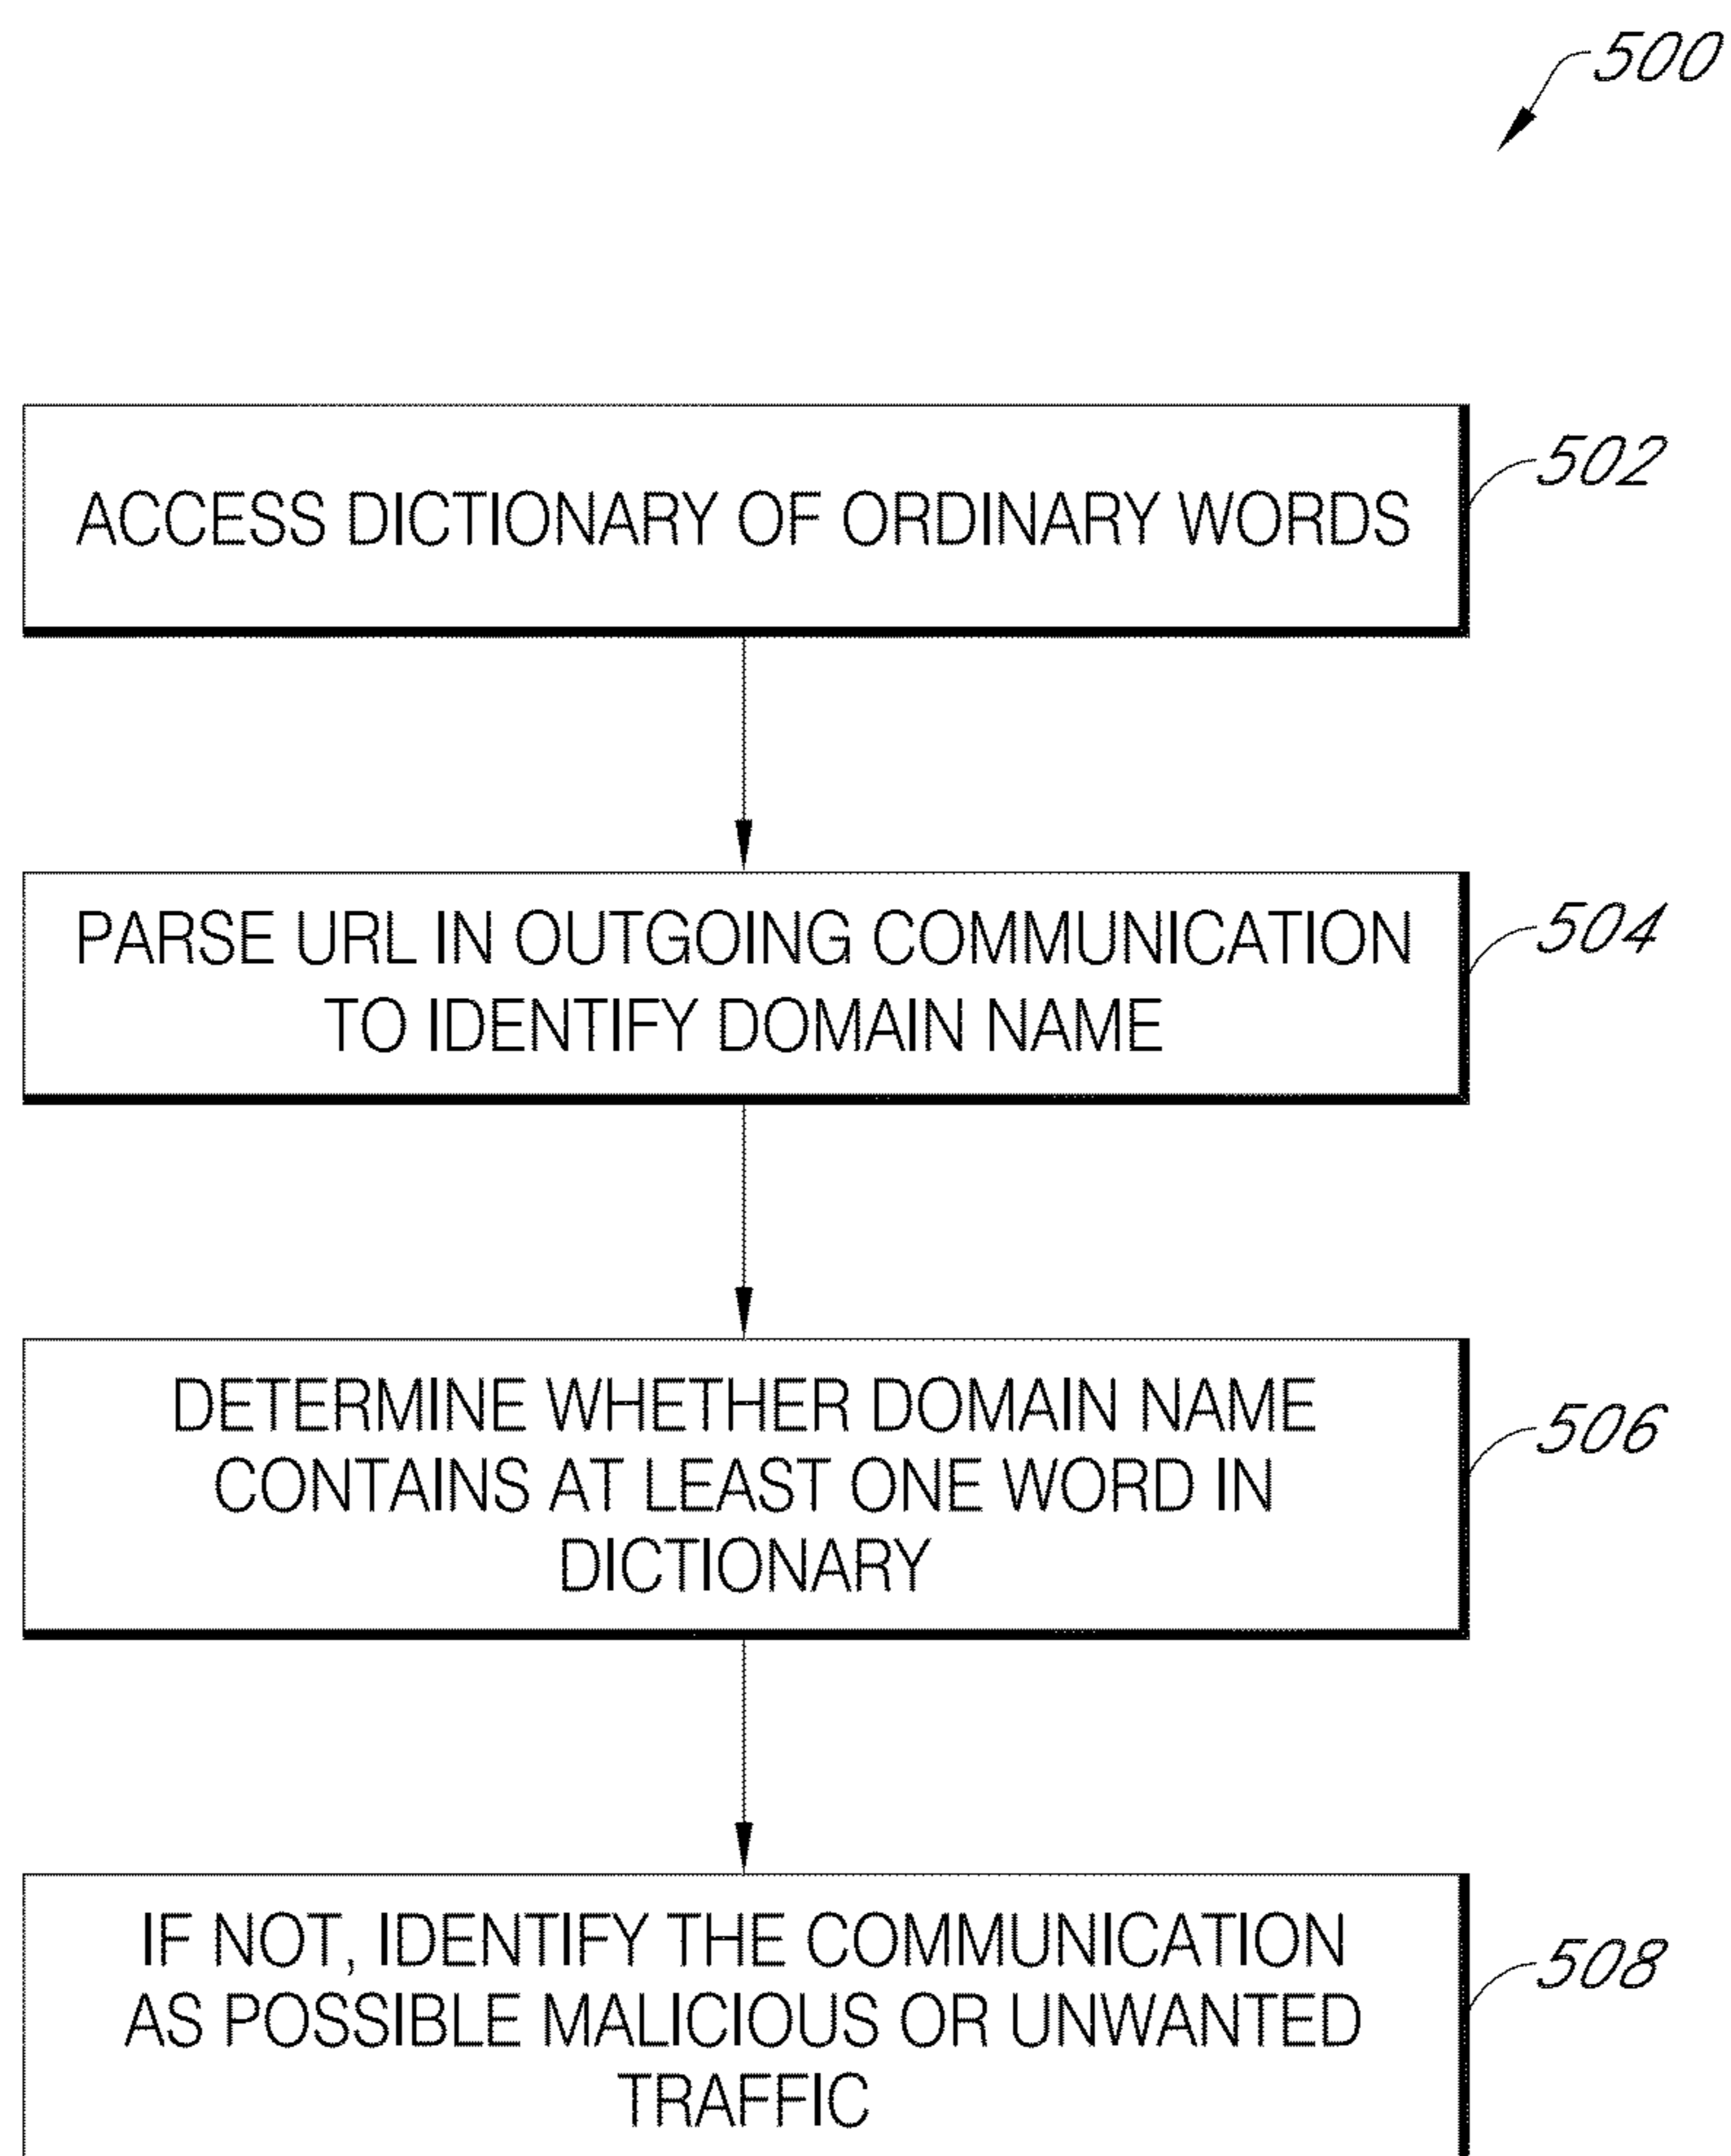 500
ACCESS DICTIONARY OF ORDINARY WORDS
502
PARSE URL IN OUTGOING COMMUNICATION
TO IDENTIFY DOMAIN NAME
504
DETERMINE WHETHER DOMAIN NAME
CONTAINS AT LEAST ONE WORD IN
DICTIONARY
506
IF NOT, IDENTIFY THE COMMUNICATION
AS POSSIBLE MALICIOUS OR UNWANTED
TRAFFIC
508